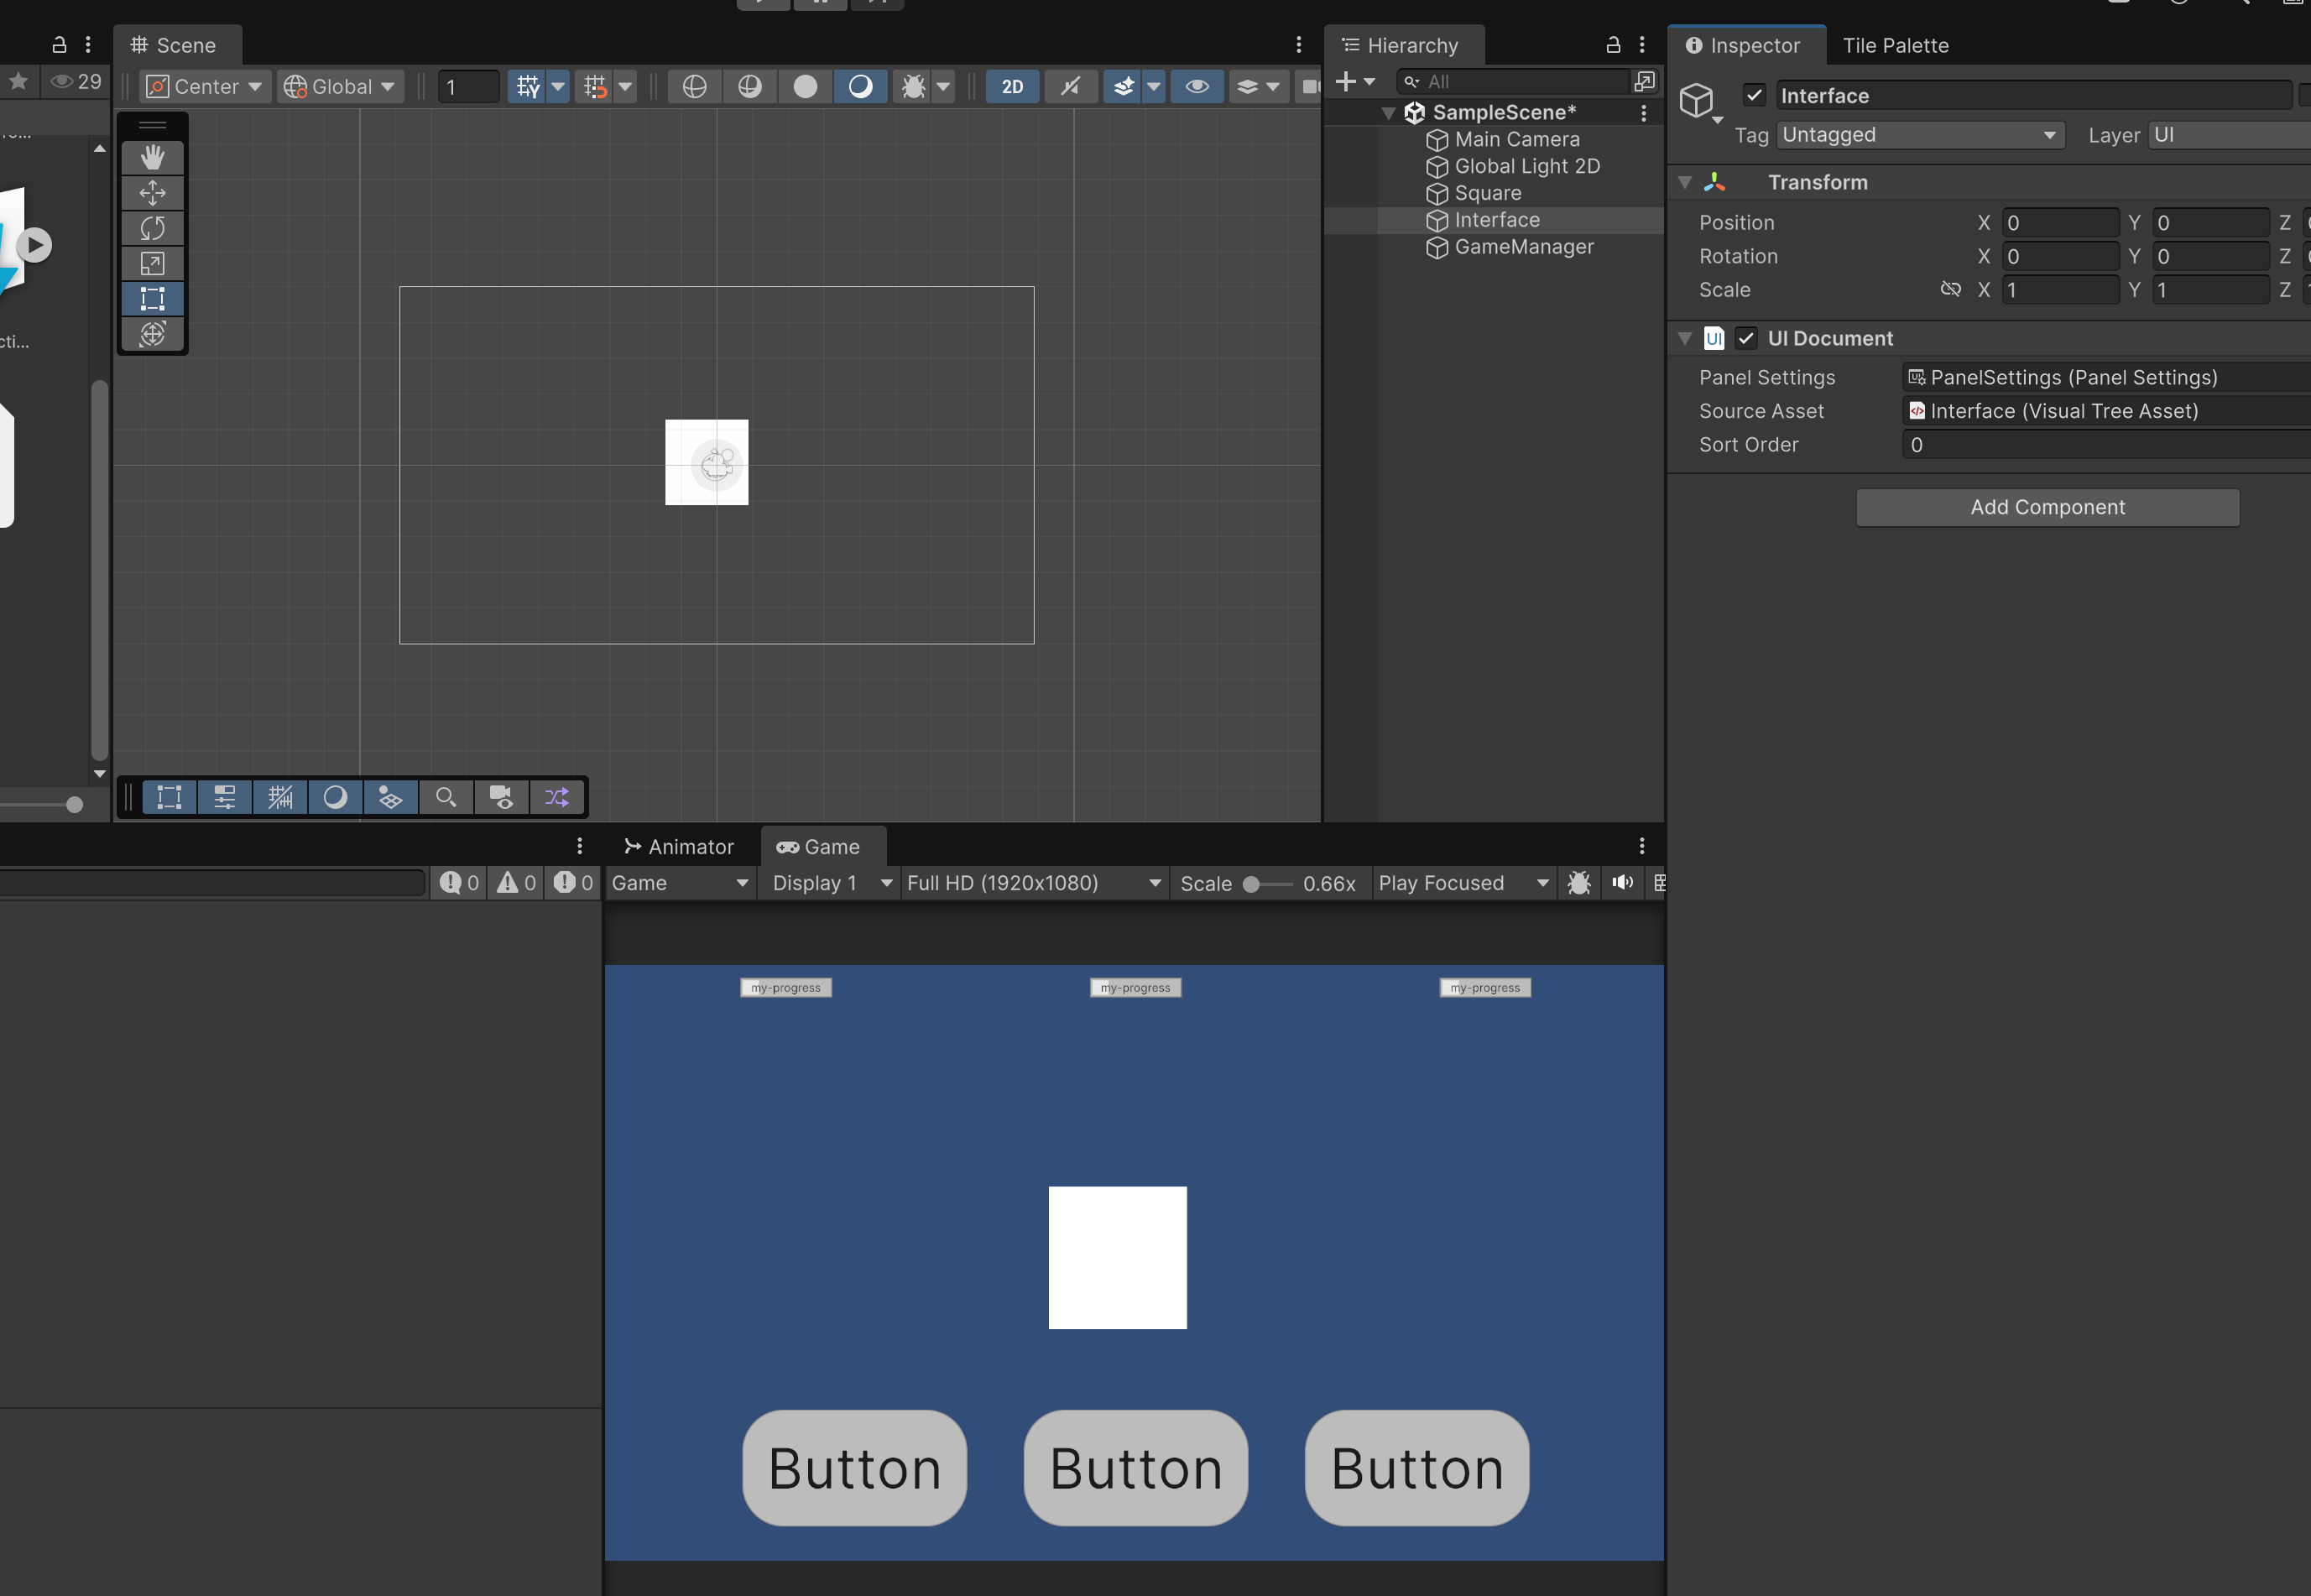 Scene
Hierarchy
Inspector
Tile Palette
29
Center
Global
1
2D
All
Interface
SampleScene*
Tag
Untagged
Layer
UI
Main Camera
Global Light 2D
Square
Interface
GameManager
Transform
Position
X
0
Y
0
Z
Rotation
X
0
Y
0
Z
Scale
X
1
Y
1
Z
UI
UI Document
Panel Settings
PanelSettings (Panel Settings)
Source Asset
Interface (Visual Tree Asset)
Sort Order
0
Add Component
cti...
Animator
Game
0
0
0
Game
Display 1
Full HD (1920x1080)
Scale
0.66x
Play Focused
my-progress
my-progress
my-progress
Button
Button
Button